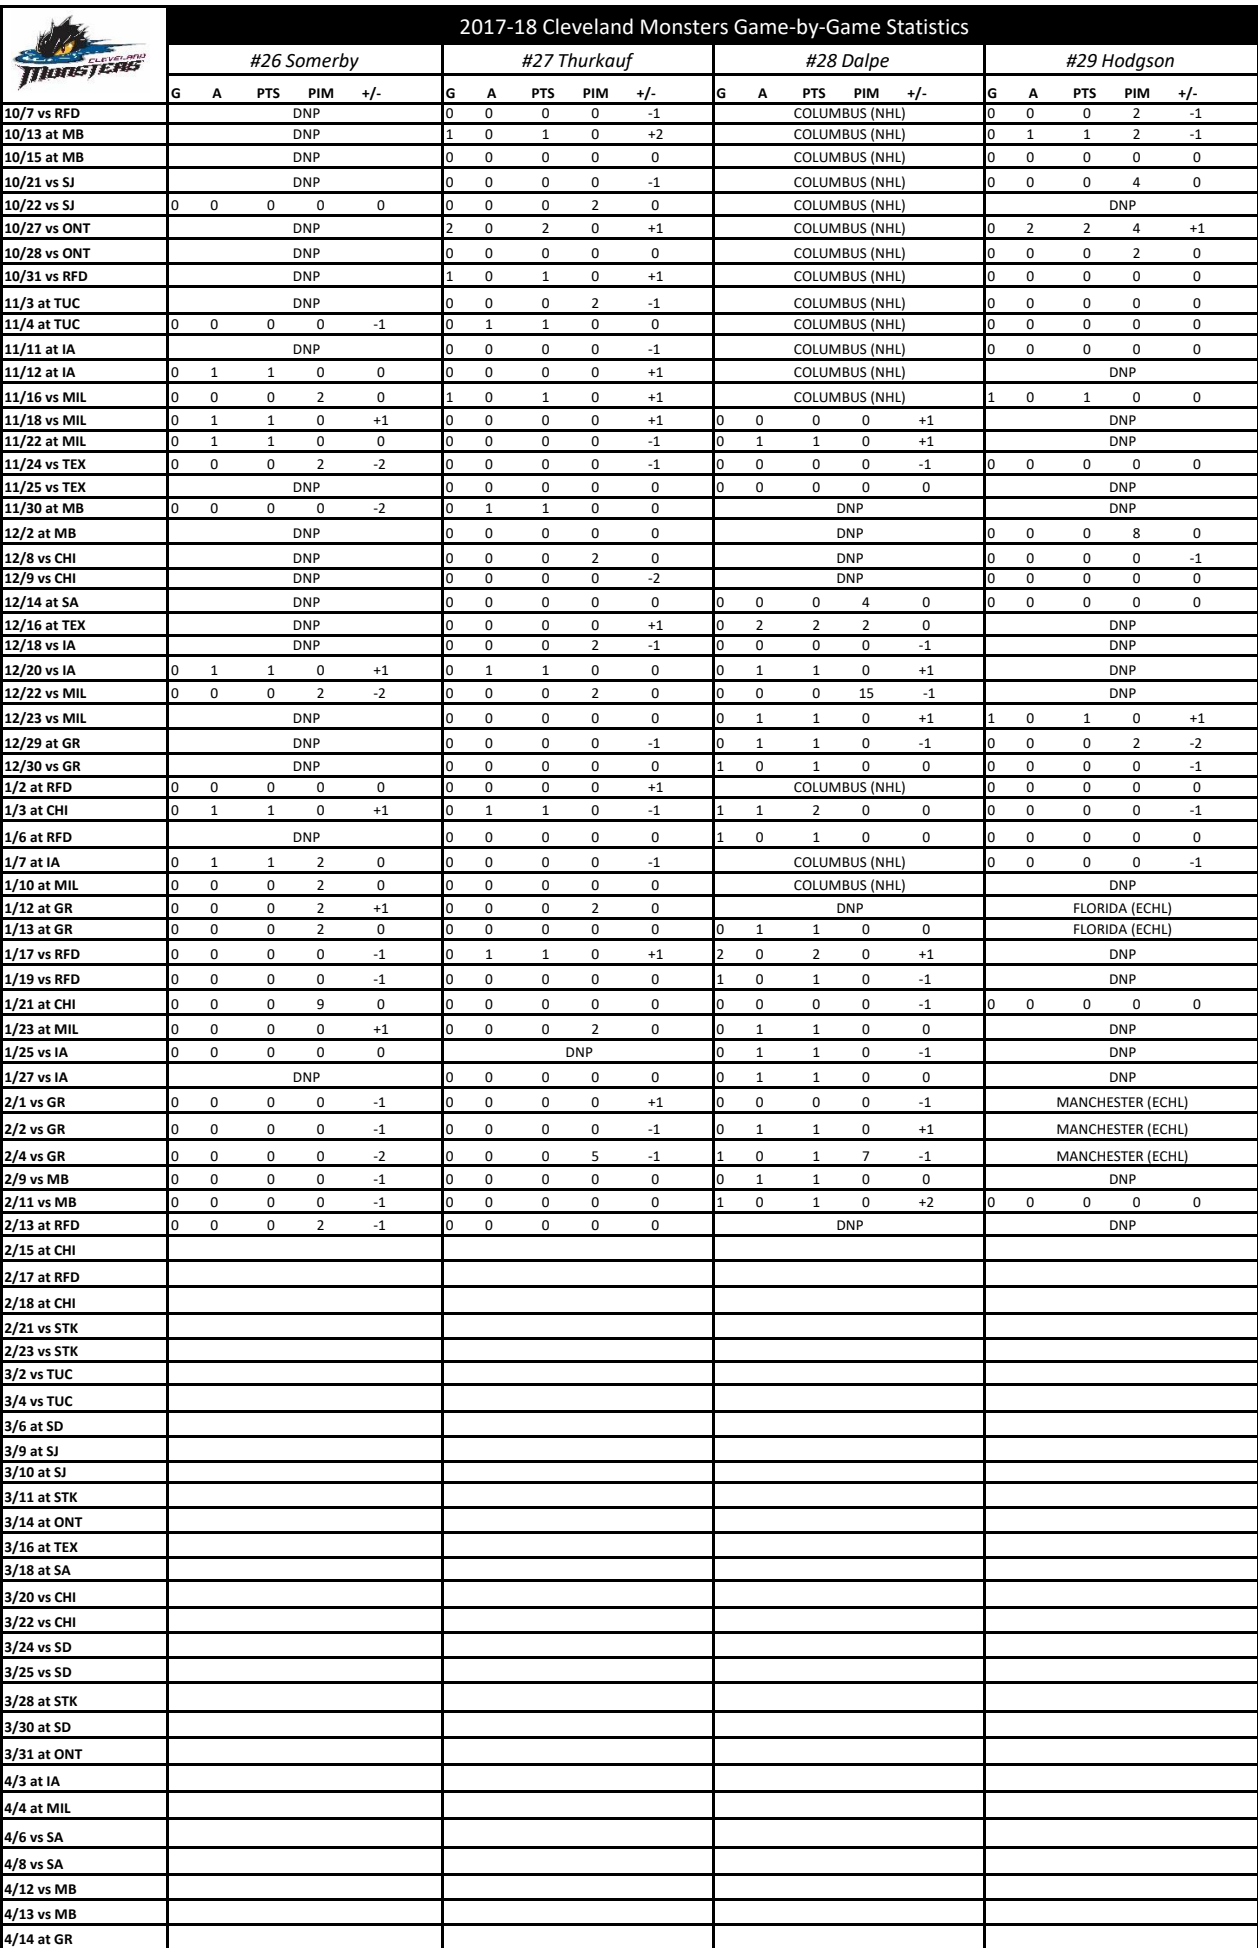 2017-18 Cleveland Monsters Game-by-Game Statistics
CLEVELAND
MONSTERS
#26 Somerby #27 Thurkauf #28 Dalpe #29 Hodgson
G A PTS PIM +/- G A PTS PIM +/- G A PTS PIM +/- G A PTS PIM +/-
10/7 vs RFD DNP 0 0 0 0 -1 COLUMBUS (NHL) 0 0 0 2 -1
10/13 at MB DNP 1 0 1 0 +2 COLUMBUS (NHL) 0 1 1 2 -1
10/15 at MB DNP 0 0 0 0 0 COLUMBUS (NHL) 0 0 0 0 0
10/21 vs SJ DNP 0 0 0 0 -1 COLUMBUS (NHL) 0 0 0 4 0
10/22 vs SJ 0 0 0 0 0 0 0 0 2 0 COLUMBUS (NHL) DNP
10/27 vs ONT DNP 2 0 2 0 +1 COLUMBUS (NHL) 0 2 2 4 +1
10/28 vs ONT DNP 0 0 0 0 0 COLUMBUS (NHL) 0 0 0 2 0
10/31 vs RFD DNP 1 0 1 0 +1 COLUMBUS (NHL) 0 0 0 0 0
11/3 at TUC DNP 0 0 0 2 -1 COLUMBUS (NHL) 0 0 0 0 0
11/4 at TUC 0 0 0 0 -1 0 1 1 0 0 COLUMBUS (NHL) 0 0 0 0 0
11/11 at IA DNP 0 0 0 0 -1 COLUMBUS (NHL) 0 0 0 0 0
11/12 at IA 0 1 1 0 0 0 0 0 0 +1 COLUMBUS (NHL) DNP
11/16 vs MIL 0 0 0 2 0 1 0 1 0 +1 COLUMBUS (NHL) 1 0 1 0 0
11/18 vs MIL 0 1 1 0 +1 0 0 0 0 +1 0 0 0 0 +1 DNP
11/22 at MIL 0 1 1 0 0 0 0 0 0 -1 0 1 1 0 +1 DNP
11/24 vs TEX 0 0 0 2 -2 0 0 0 0 -1 0 0 0 0 -1 0 0 0 0 0
11/25 vs TEX DNP 0 0 0 0 0 0 0 0 0 0 DNP
11/30 at MB 0 0 0 0 -2 0 1 1 0 0 DNP DNP
12/2 at MB DNP 0 0 0 0 0 DNP 0 0 0 8 0
12/8 vs CHI DNP 0 0 0 2 0 DNP 0 0 0 0 -1
12/9 vs CHI DNP 0 0 0 0 -2 DNP 0 0 0 0 0
12/14 at SA DNP 0 0 0 0 0 0 0 0 4 0 0 0 0 0 0
12/16 at TEX DNP 0 0 0 0 +1 0 2 2 2 0 DNP
12/18 vs IA DNP 0 0 0 2 -1 0 0 0 0 -1 DNP
12/20 vs IA 0 1 1 0 +1 0 1 1 0 0 0 1 1 0 +1 DNP
12/22 vs MIL 0 0 0 2 -2 0 0 0 2 0 0 0 0 15 -1 DNP
12/23 vs MIL DNP 0 0 0 0 0 0 1 1 0 +1 1 0 1 0 +1
12/29 at GR DNP 0 0 0 0 -1 0 1 1 0 -1 0 0 0 2 -2
12/30 vs GR DNP 0 0 0 0 0 1 0 1 0 0 0 0 0 0 -1
1/2 at RFD 0 0 0 0 0 0 0 0 0 +1 COLUMBUS (NHL) 0 0 0 0 0
1/3 at CHI 0 1 1 0 +1 0 1 1 0 -1 1 1 2 0 0 0 0 0 0 -1
1/6 at RFD DNP 0 0 0 0 0 1 0 1 0 0 0 0 0 0 0
1/7 at IA 0 1 1 2 0 0 0 0 0 -1 COLUMBUS (NHL) 0 0 0 0 -1
1/10 at MIL 0 0 0 2 0 0 0 0 0 0 COLUMBUS (NHL) DNP
1/12 at GR 0 0 0 2 +1 0 0 0 2 0 DNP FLORIDA (ECHL)
1/13 at GR 0 0 0 2 0 0 0 0 0 0 0 1 1 0 0 FLORIDA (ECHL)
1/17 vs RFD 0 0 0 0 -1 0 1 1 0 +1 2 0 2 0 +1 DNP
1/19 vs RFD 0 0 0 0 -1 0 0 0 0 0 1 0 1 0 -1 DNP
1/21 at CHI 0 0 0 9 0 0 0 0 0 0 0 0 0 0 -1 0 0 0 0 0
1/23 at MIL 0 0 0 0 +1 0 0 0 2 0 0 1 1 0 0 DNP
1/25 vs IA 0 0 0 0 0 DNP 0 1 1 0 -1 DNP
1/27 vs IA DNP 0 0 0 0 0 0 1 1 0 0 DNP
2/1 vs GR 0 0 0 0 -1 0 0 0 0 +1 0 0 0 0 -1 MANCHESTER (ECHL)
2/2 vs GR 0 0 0 0 -1 0 0 0 0 -1 0 1 1 0 +1 MANCHESTER (ECHL)
2/4 vs GR 0 0 0 0 -2 0 0 0 5 -1 1 0 1 7 -1 MANCHESTER (ECHL)
2/9 vs MB 0 0 0 0 -1 0 0 0 0 0 0 1 1 0 0 DNP
2/11 vs MB 0 0 0 0 -1 0 0 0 0 0 1 0 1 0 +2 0 0 0 0 0
2/13 at RFD 0 0 0 2 -1 0 0 0 0 0 DNP DNP
2/15 at CHI
2/17 at RFD
2/18 at CHI
2/21 vs STK
2/23 vs STK
3/2 vs TUC
3/4 vs TUC
3/6 at SD
3/9 at SJ
3/10 at SJ
3/11 at STK
3/14 at ONT
3/16 at TEX
3/18 at SA
3/20 vs CHI
3/22 vs CHI
3/24 vs SD
3/25 vs SD
3/28 at STK
3/30 at SD
3/31 at ONT
4/3 at IA
4/4 at MIL
4/6 vs SA
4/8 vs SA
4/12 vs MB
4/13 vs MB
4/14 at GR